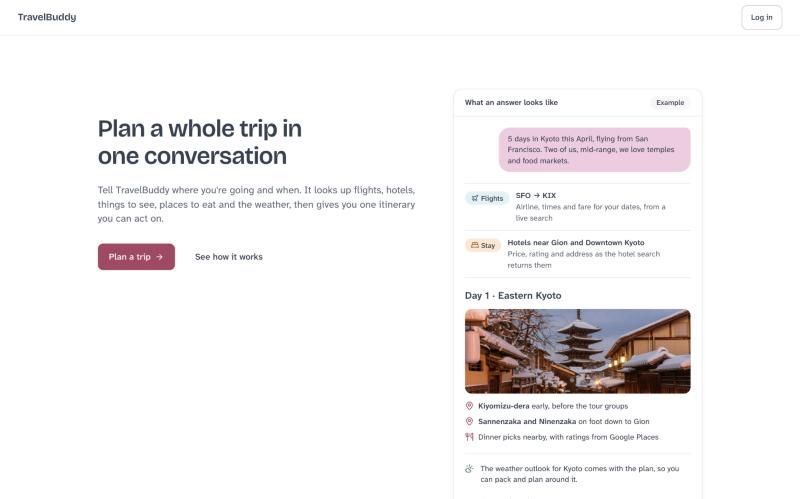 TravelBuddy
Log in
Plan a whole trip in
one conversation
Tell TravelBuddy where you're going and when. It looks up flights, hotels,
things to see, places to eat and the weather, then gives you one itinerary
you can act on.
Plan a trip →
See how it works
What an answer looks like
Example
5 days in Kyoto this April, flying from San
Francisco. Two of us, mid-range, we love temples
and food markets.
Flights
SFO → KIX
Airline, times and fare for your dates, from a
live search
Stay
Hotels near Gion and Downtown Kyoto
Price, rating and address as the hotel search
returns them
Day 1 · Eastern Kyoto
Kiyomizu-dera early, before the tour groups
Sannenzaka and Ninenzaka on foot down to Gion
Dinner picks nearby, with ratings from Google Places
The weather outlook for Kyoto comes with the plan, so you
can pack and plan around it.